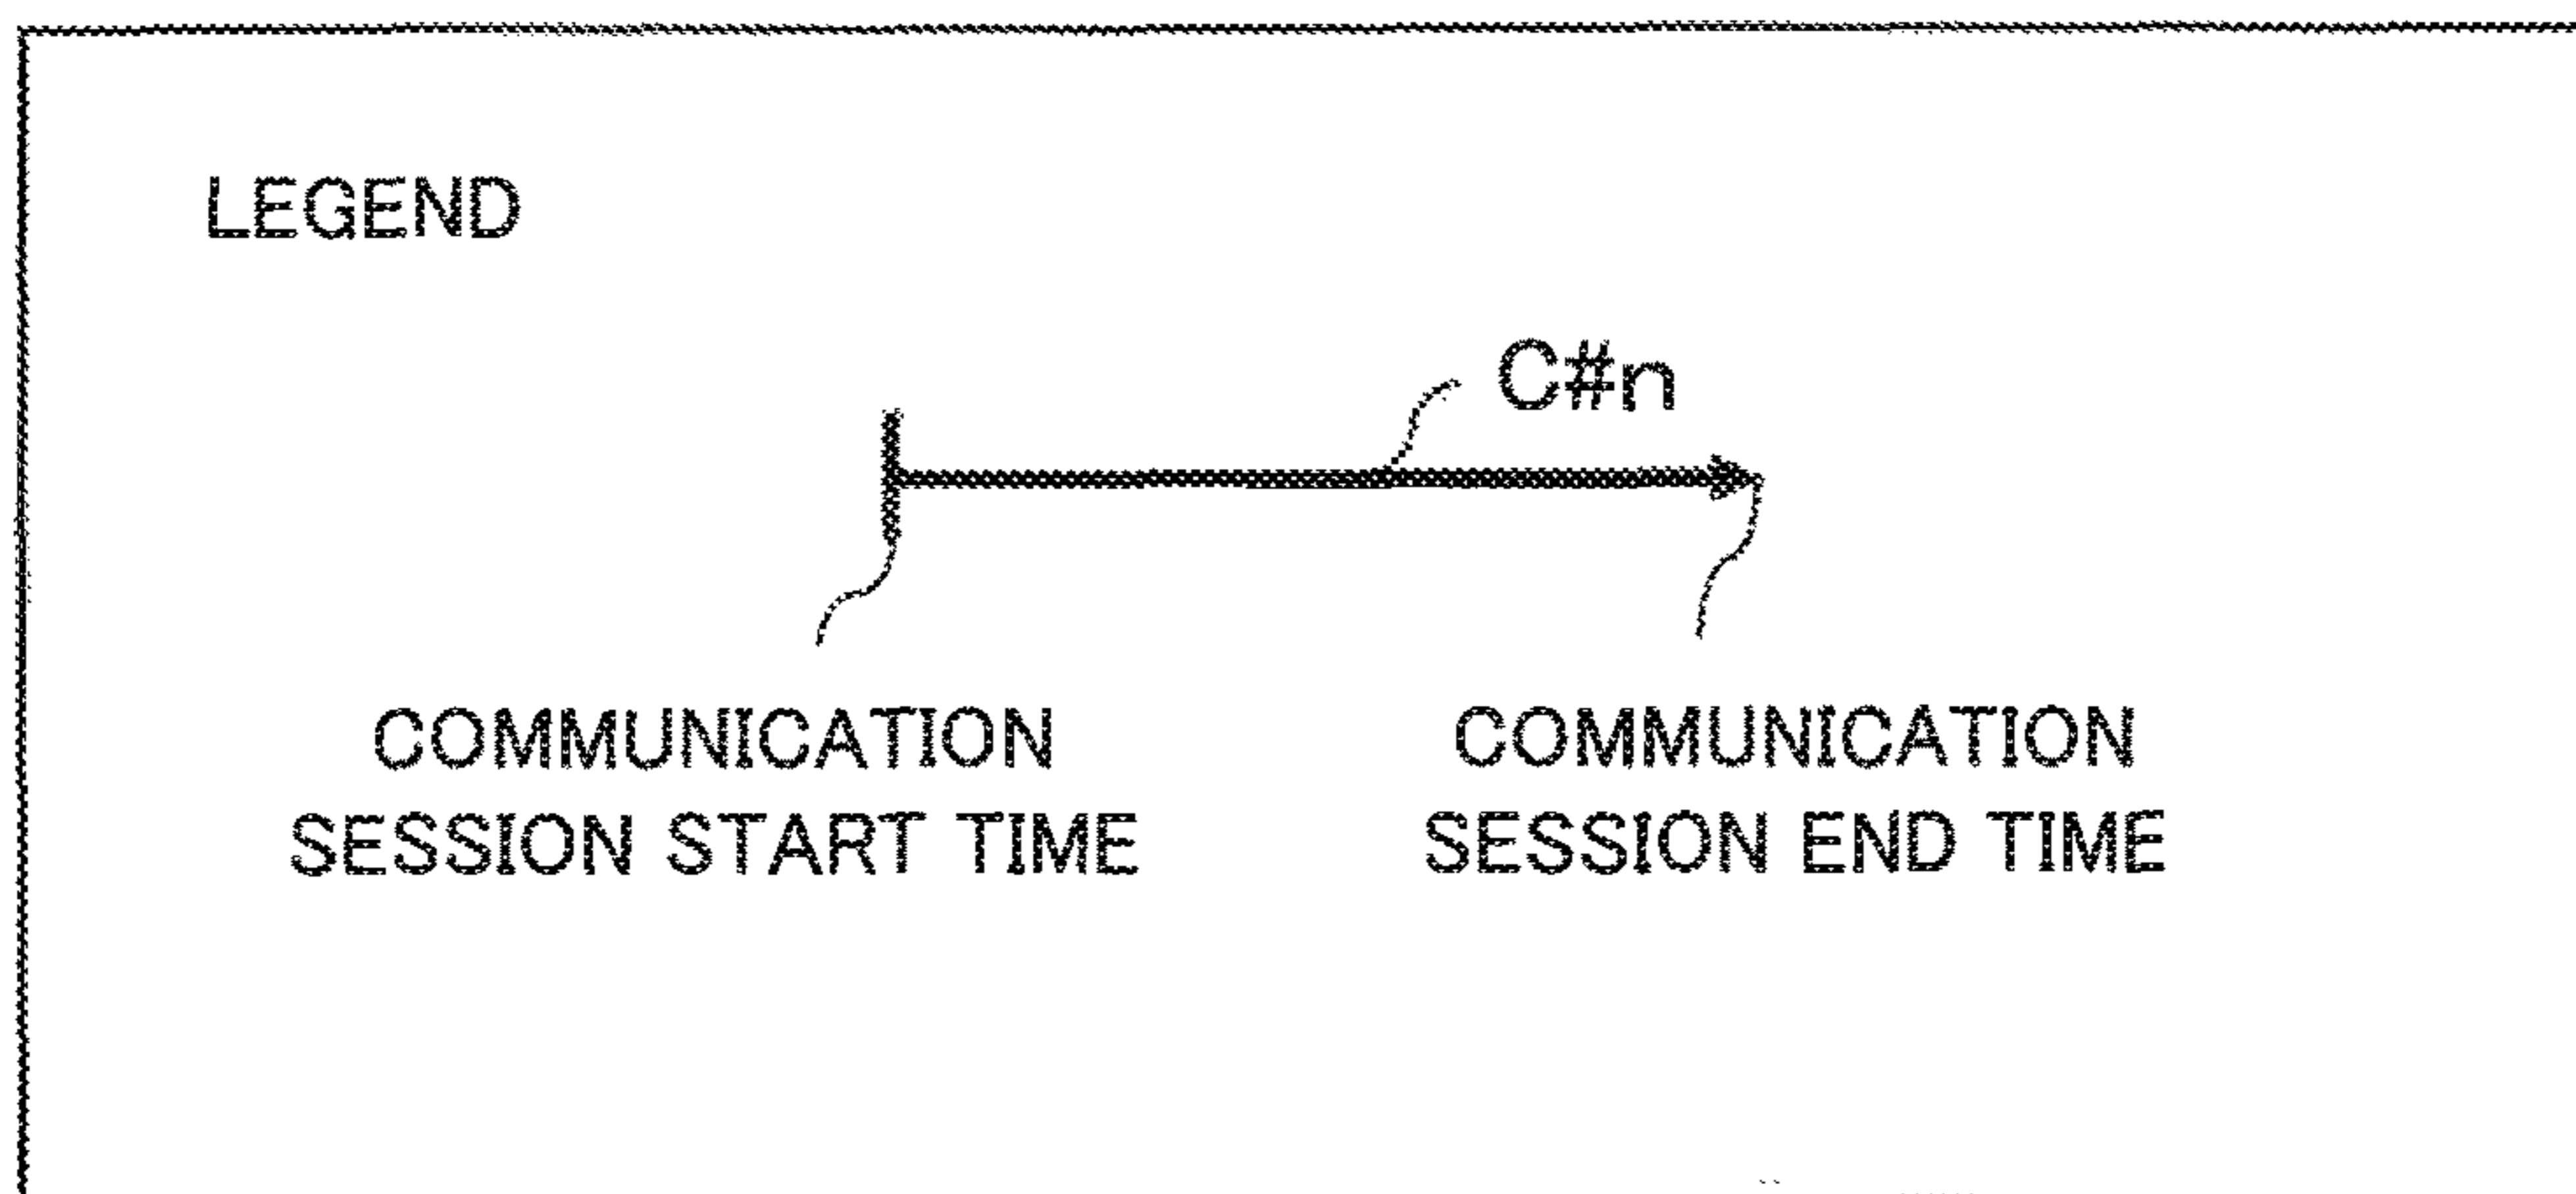 LEGEND
C#n
COMMUNICATION
SESSION START TIME
COMMUNICATION
SESSION END TIME